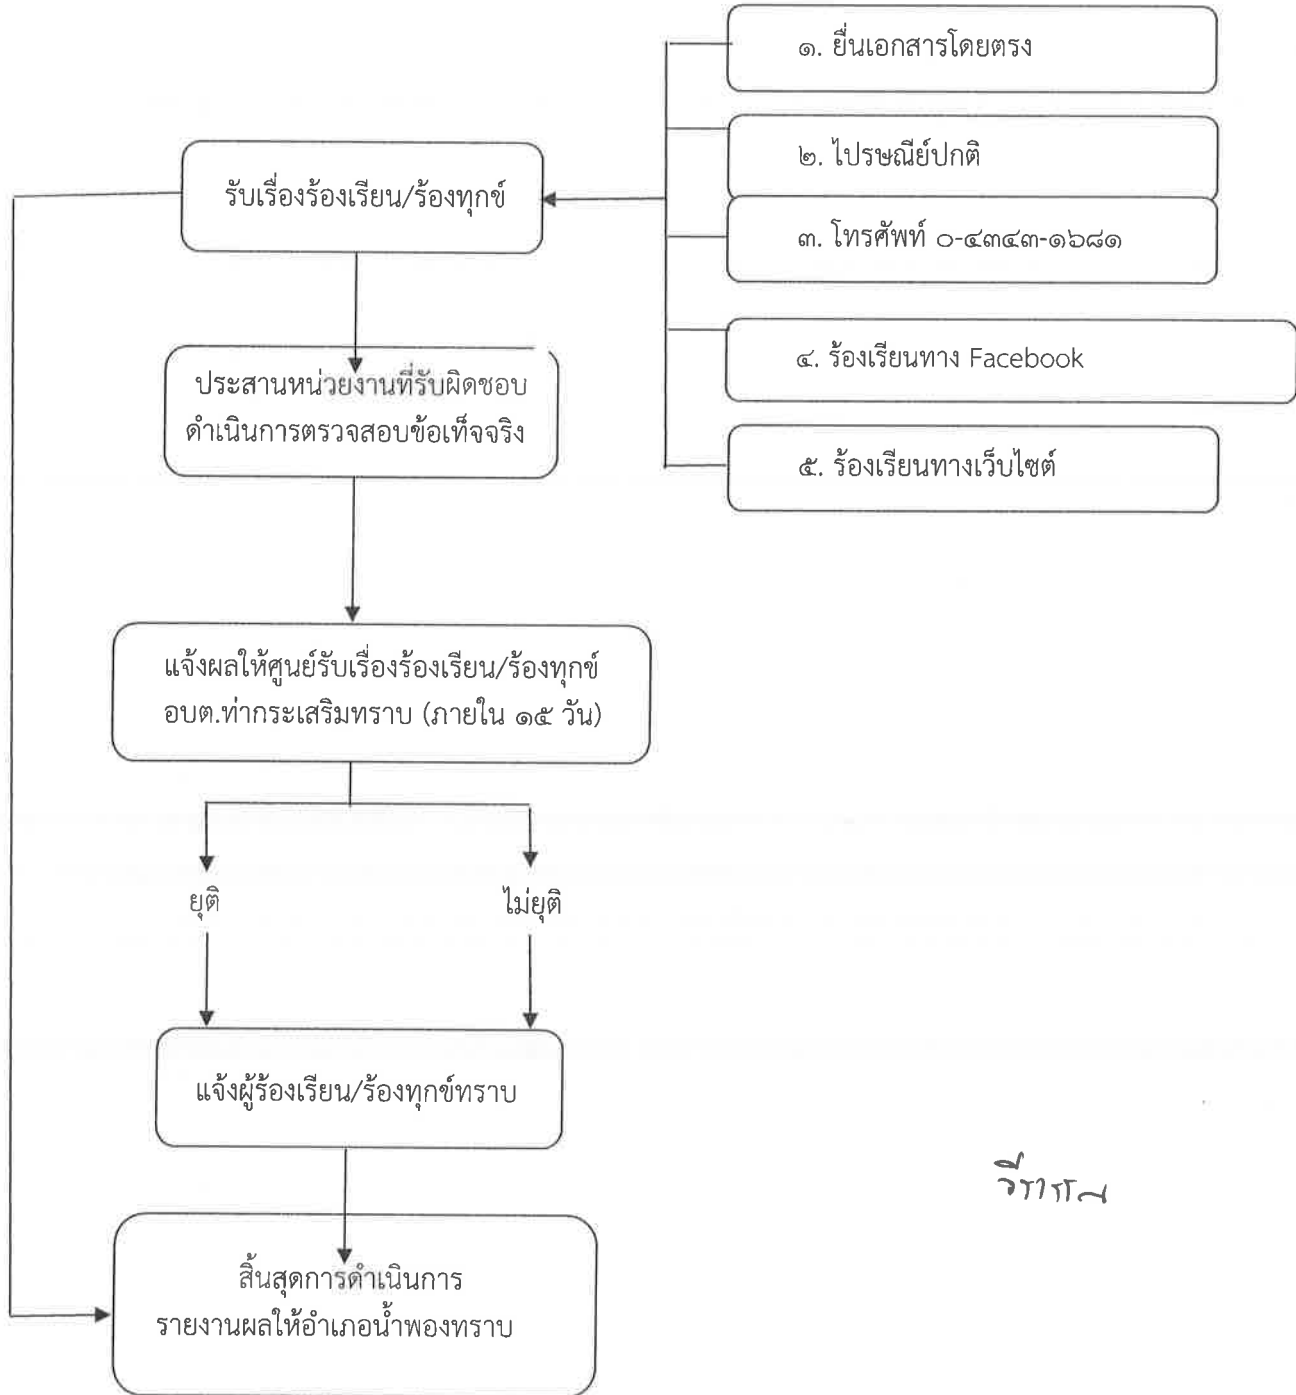 ๑. ยื่นเอกสารโดยตรง
๒. ไปรษณีย์ปกติ
รับเรื่องร้องเรียน/ร้องทุกข์
๓. โทรศัพท์ ๐-๔๓๔๓-๑๖๘๑
๔. ร้องเรียนทาง Facebook
ประสานหน่วยงานที่รับผิดชอบ
ดำเนินการตรวจสอบข้อเท็จจริง
๕. ร้องเรียนทางเว็บไซต์
แจ้งผลให้ศูนย์รับเรื่องร้องเรียน/ร้องทุกข์
อบต.ท่ากระเสริมทราบ (ภายใน ๑๕ วัน)
ยุติ
ไม่ยุติ
แจ้งผู้ร้องเรียน/ร้องทุกข์ทราบ
สิ้นสุดการดำเนินการ
รายงานผลให้อำเภอน้ำพองทราบ